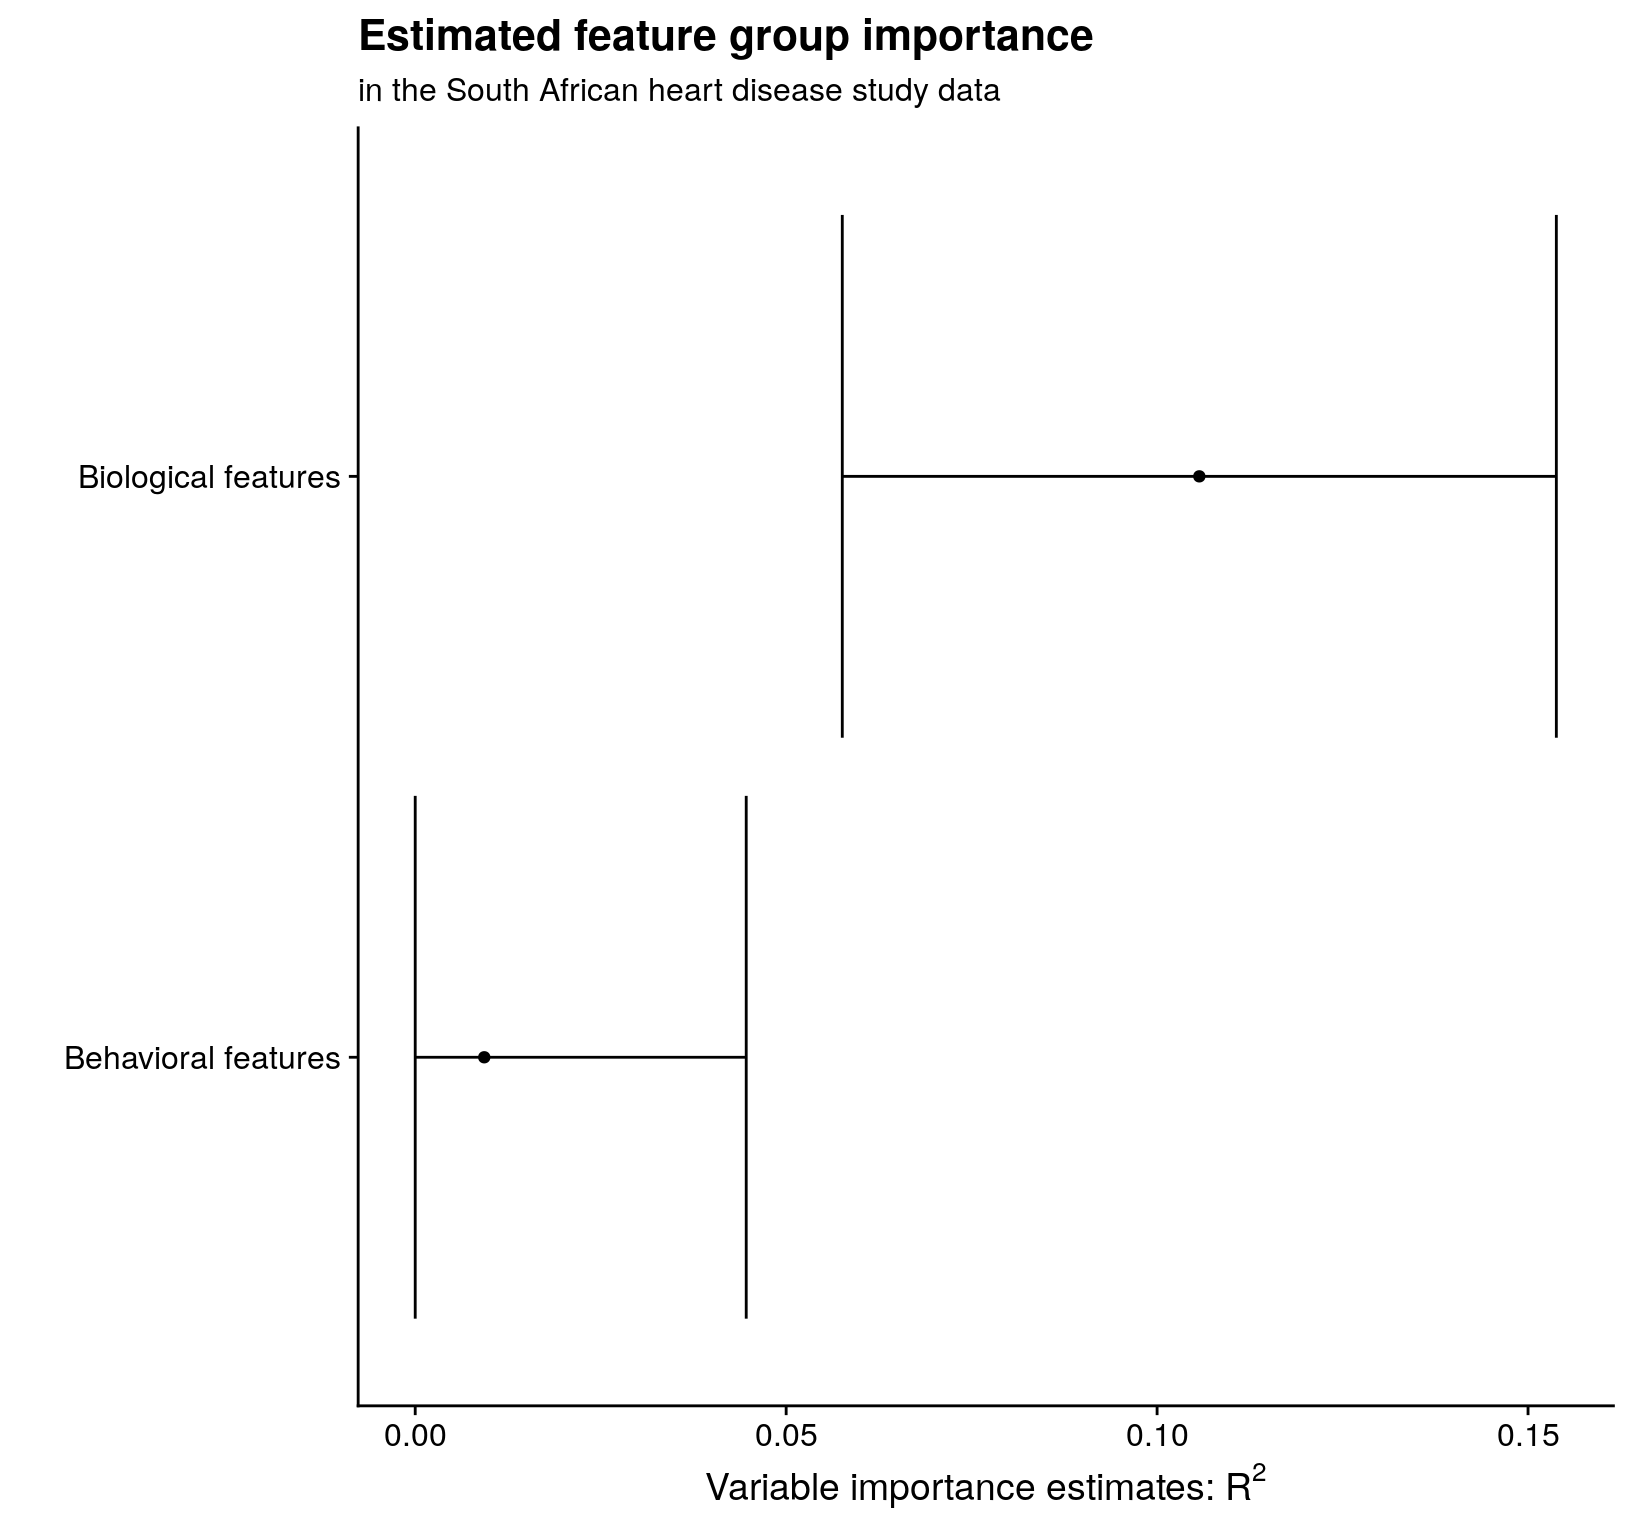 Estimated feature group importance
in the South African heart disease study data
Biological features
Behavioral features
0.00 0.05 0.10 0.15
Variable importance estimates: R²